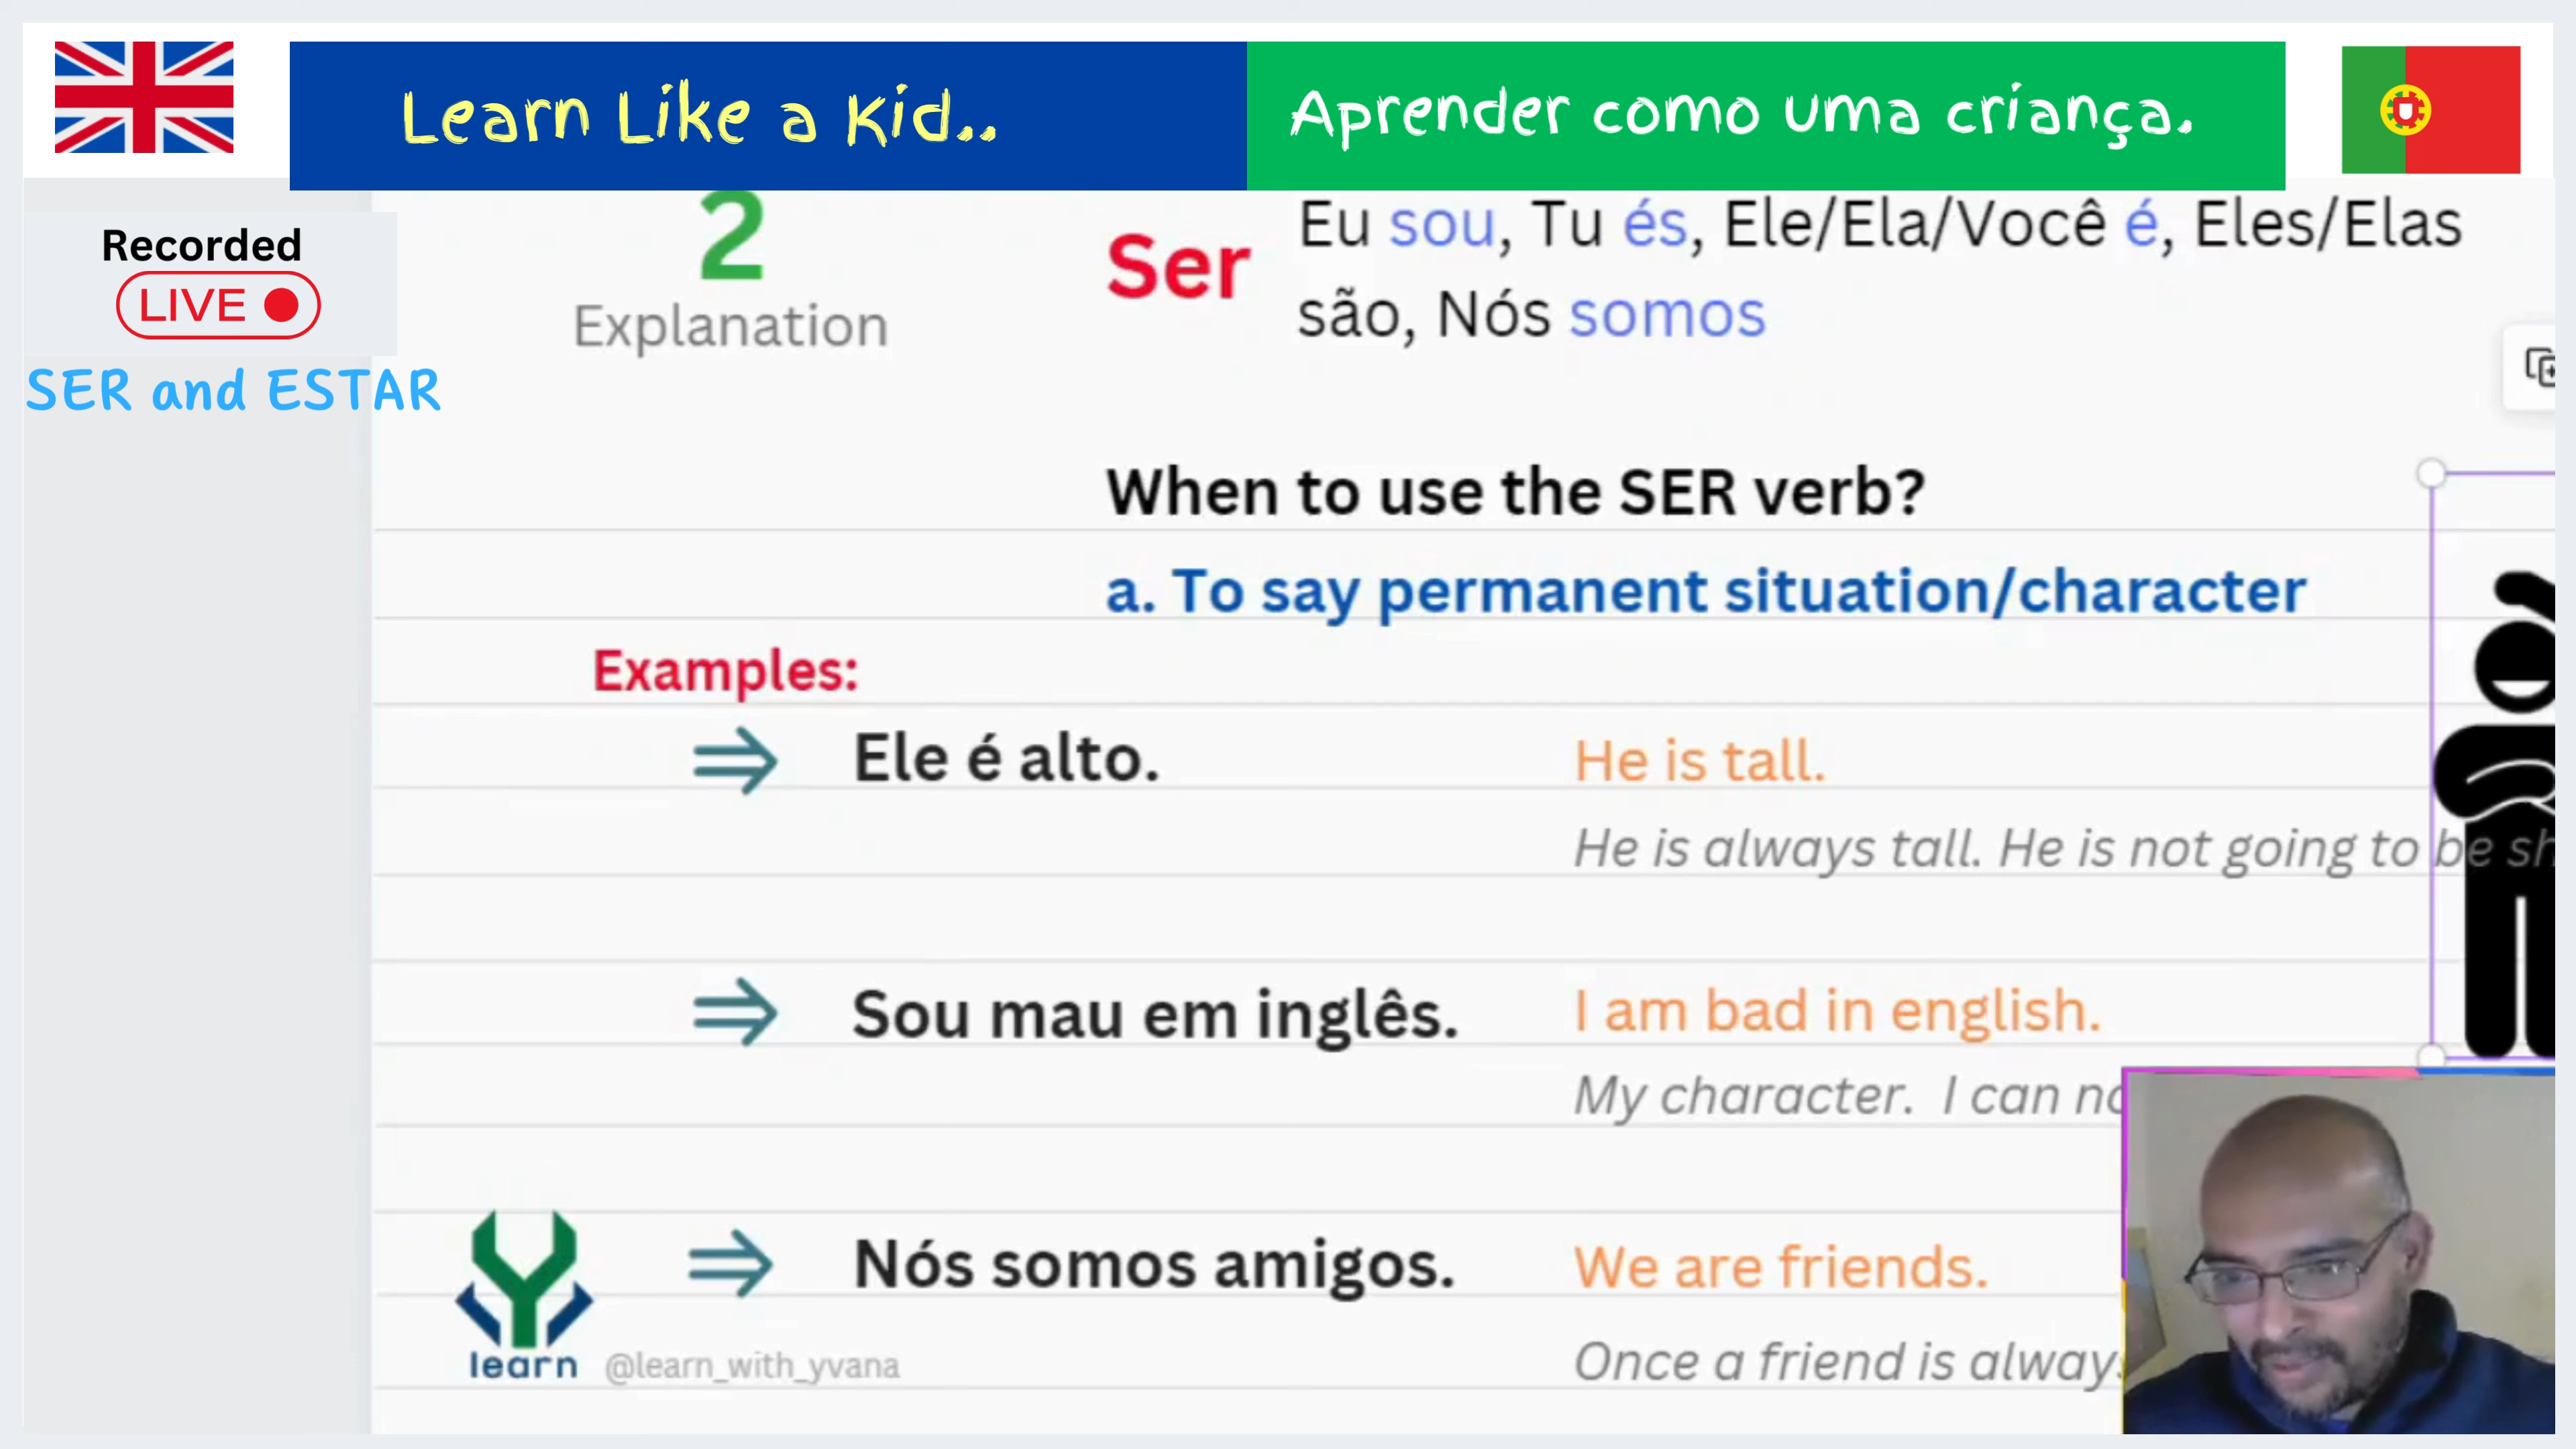 Learn Like a Kid..
Aprender como uma criança.
Recorded
LIVE
SER and ESTAR
2
Explanation
Ser
Eu sou, Tu és, Ele/Ela/Você é, Eles/Elas
são, Nós somos
When to use the SER verb?
a. To say permanent situation/character
Examples:
Ele é alto.
He is tall.
He is always tall. He is not going to be
Sou mau em inglês.
I am bad in english.
My character. I can
Nós somos amigos.
We are friends.
Once a friend is
learn
@learn_with_yvana